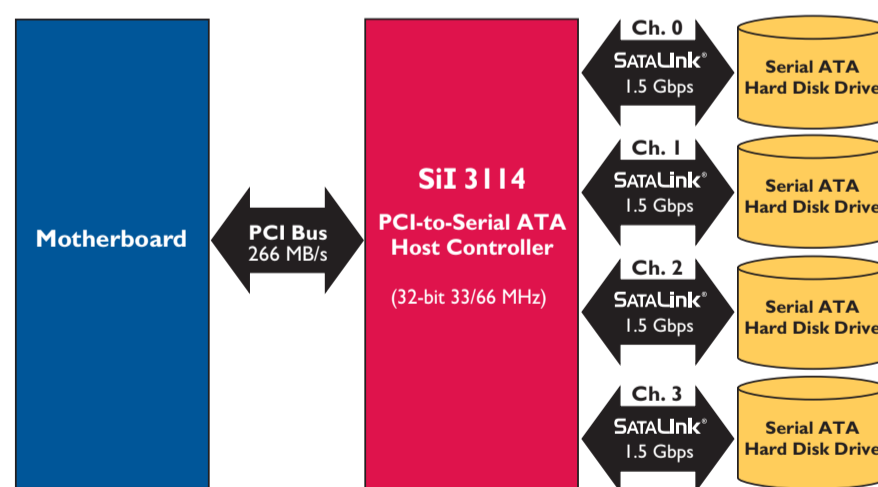 Motherboard
PCI Bus
266 MB/s
SiI 3114
PCI-to-Serial ATA
Host Controller
(32-bit 33/66 MHz)
Ch. 0
SATALink®
1.5 Gbps
Serial ATA
Hard Disk Drive
Ch. 1
SATALink®
1.5 Gbps
Serial ATA
Hard Disk Drive
Ch. 2
SATALink®
1.5 Gbps
Serial ATA
Hard Disk Drive
Ch. 3
SATALink®
1.5 Gbps
Serial ATA
Hard Disk Drive